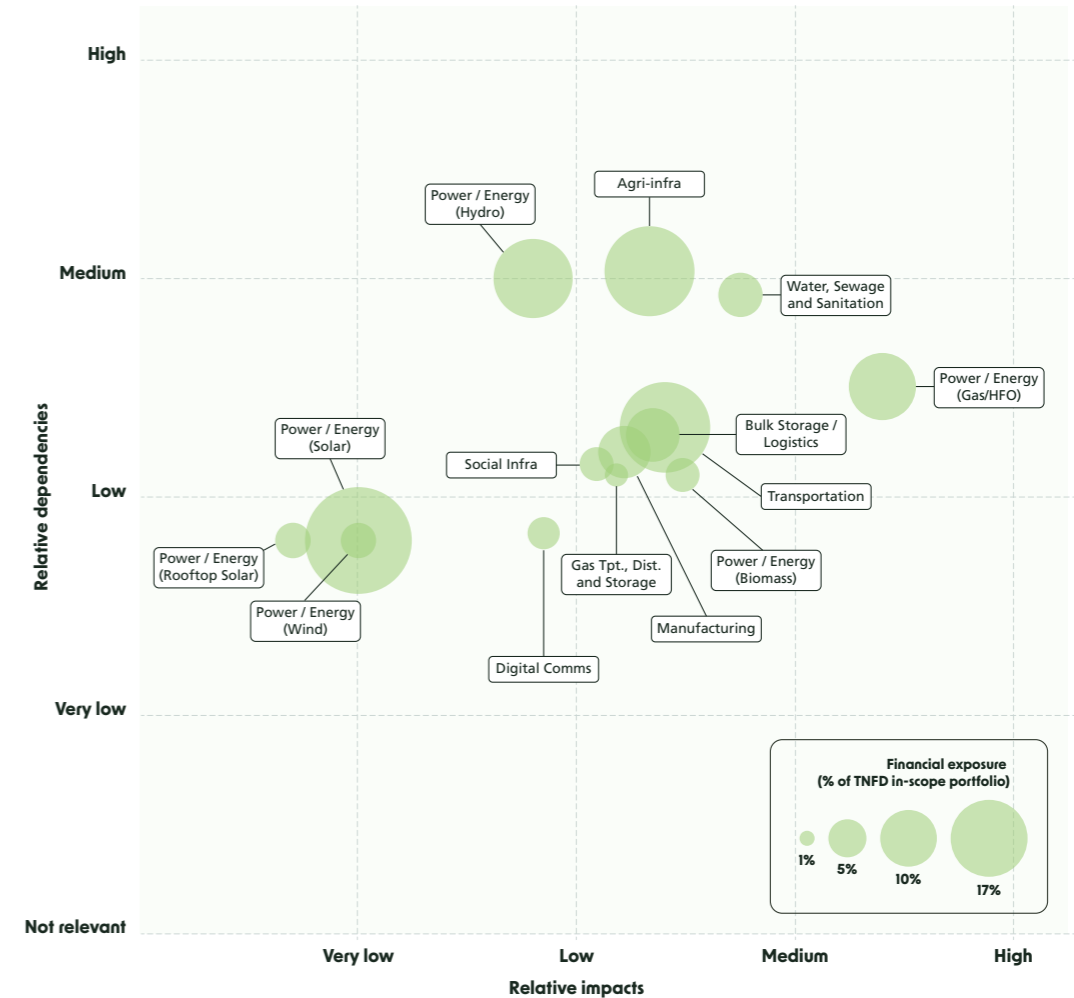 High
Agri-infra
Power / Energy
(Hydro)
Medium
Water, Sewage
and Sanitation
Power / Energy
(Gas/HFO)
Relative dependencies
Power / Energy
(Solar)
Bulk Storage /
Logistics
Social Infra
Low
Transportation
Power / Energy
(Rooftop Solar)
Gas Tpt., Dist.
and Storage
Power / Energy
(Biomass)
Power / Energy
(Wind)
Manufacturing
Digital Comms
Very low
Financial exposure
(% of TNFD in-scope portfolio)
1%
5%
10%
17%
Not relevant
Very low
Low
Medium
High
Relative impacts